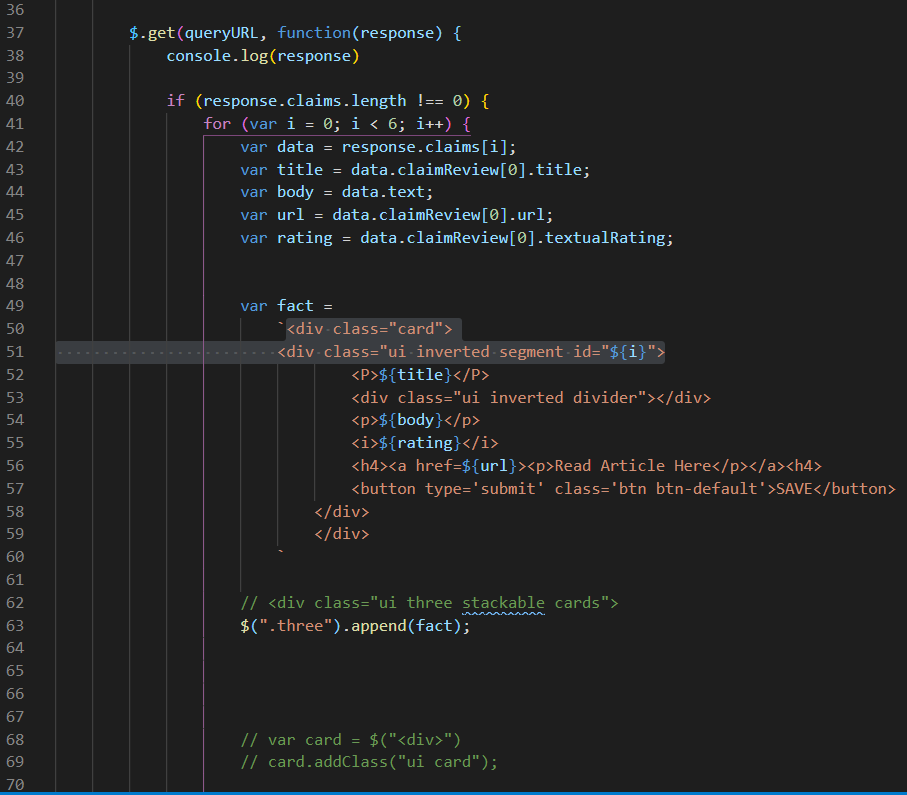 36
37 $.get(queryURL, function(response) {
38 console.log(response)
39
40 if (response.claims.length !== 0) {
41 for (var i = 0; i < 6; i++) {
42 var data = response.claims[i];
43 var title = data.claimReview[0].title;
44 var body = data.text;
45 var url = data.claimReview[0].url;
46 var rating = data.claimReview[0].textualRating;
47
48
49 var fact =
50 `<div class="card">
51 <div class="ui inverted segment id="${i}">
52 <P>${title}</P>
53 <div class="ui inverted divider"></div>
54 <p>${body}</p>
55 <i>${rating}</i>
56 <h4><a href=${url}><p>Read Article Here</p></a><h4>
57 <button type='submit' class='btn btn-default'>SAVE</button>
58 </div>
59 </div>
60 `
61
62 // <div class="ui three stackable cards">
63 $(".three").append(fact);
64
65
66
67
68 // var card = $("<div>")
69 // card.addClass("ui card");
70